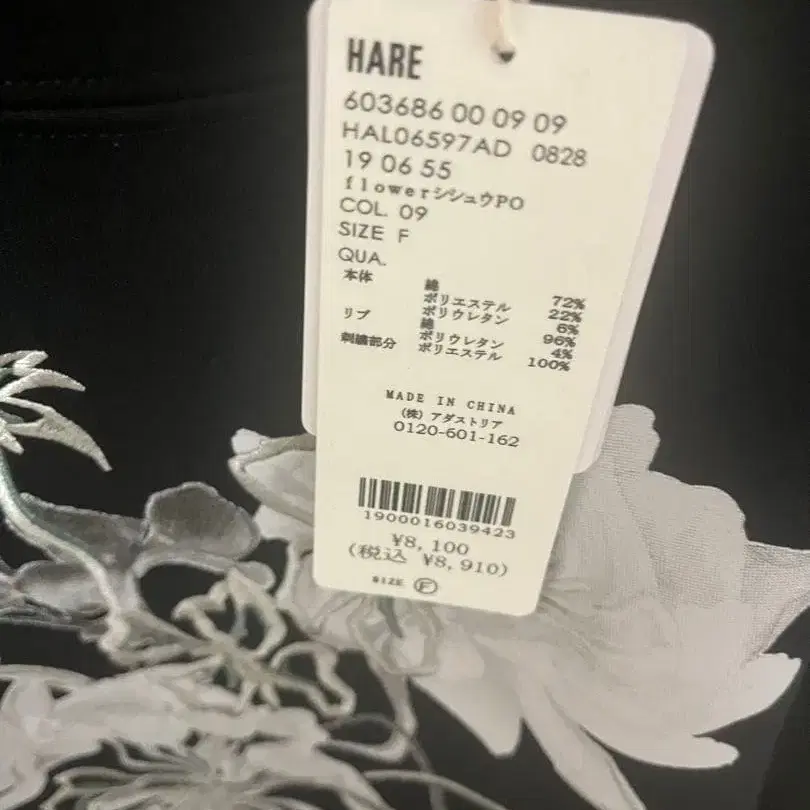 HARE
603686 00 09 09
HAL06597AD 0828
19 06 55
flowerシシュウPO
COL. 09
SIZE F
QUA.
本体 綿 72%
ポリエステル 22%
ポリウレタン 6%
リブ 綿 96%
ポリウレタン 4%
刺繍部分 ポリエステル 100%
MADE IN CHINA
(株) アダストリア
0120-601-162
1900016039423
¥8,100
(税込 ¥8,910)
SIZE F